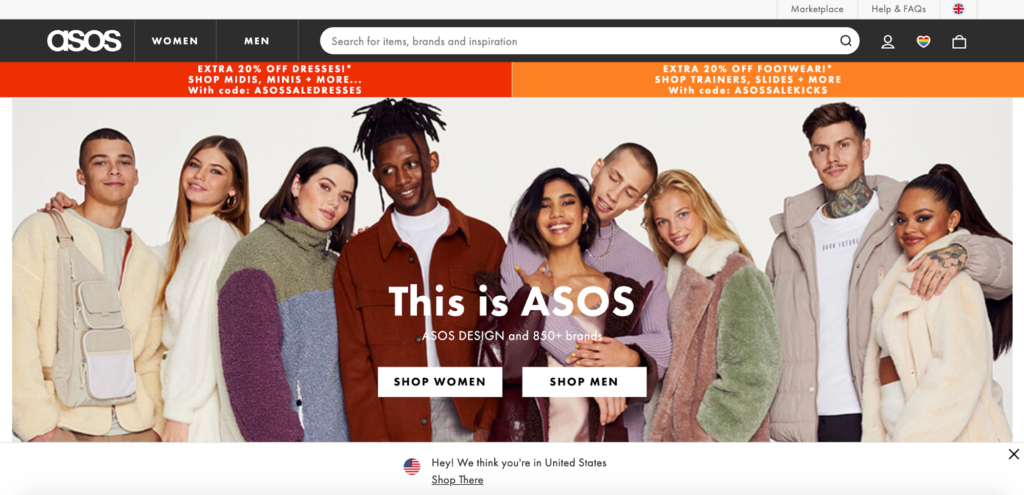 Marketplace
Help & FAQs
asos
WOMEN
MEN
Search for items, brands and inspiration
EXTRA 20% OFF DRESSES!*
SHOP MIDIS, MINIS + MORE...
With code: ASOSSALEDRESSES
EXTRA 20% OFF FOOTWEAR!*
SHOP TRAINERS, SLIDES + MORE
With code: ASOSSALEKICKS
BORN FUTURE
This is ASOS
ASOS DESIGN and 850+ brands
SHOP WOMEN
SHOP MEN
Hey! We think you're in United States
Shop There